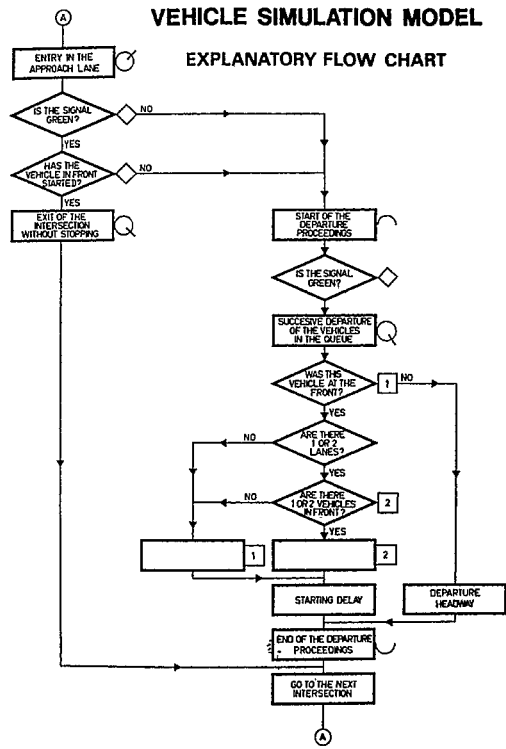 VEHICLE SIMULATION MODEL
EXPLANATORY FLOW CHART
A
ENTRY IN THE
APPROACH LANE
IS THE SIGNAL
GREEN?
NO
YES
HAS THE
VEHICLE IN FRONT
STARTED?
NO
YES
EXIT OF THE
INTERSECTION
WITHOUT STOPPING
START OF THE
DEPARTURE
PROCEEDINGS
IS THE SIGNAL
GREEN?
SUCCESIVE DEPARTURE
OF THE VEHICLES
IN THE QUEUE
WAS THIS
VEHICLE AT THE
FRONT?
1
NO
YES
ARE THERE
1 OR 2
LANES?
NO
YES
ARE THERE
1 OR 2 VEHICLES
IN FRONT?
2
NO
YES
1
2
STARTING DELAY
DEPARTURE
HEADWAY
END OF THE DEPARTURE
PROCEEDINGS
GO TO THE NEXT
INTERSECTION
A